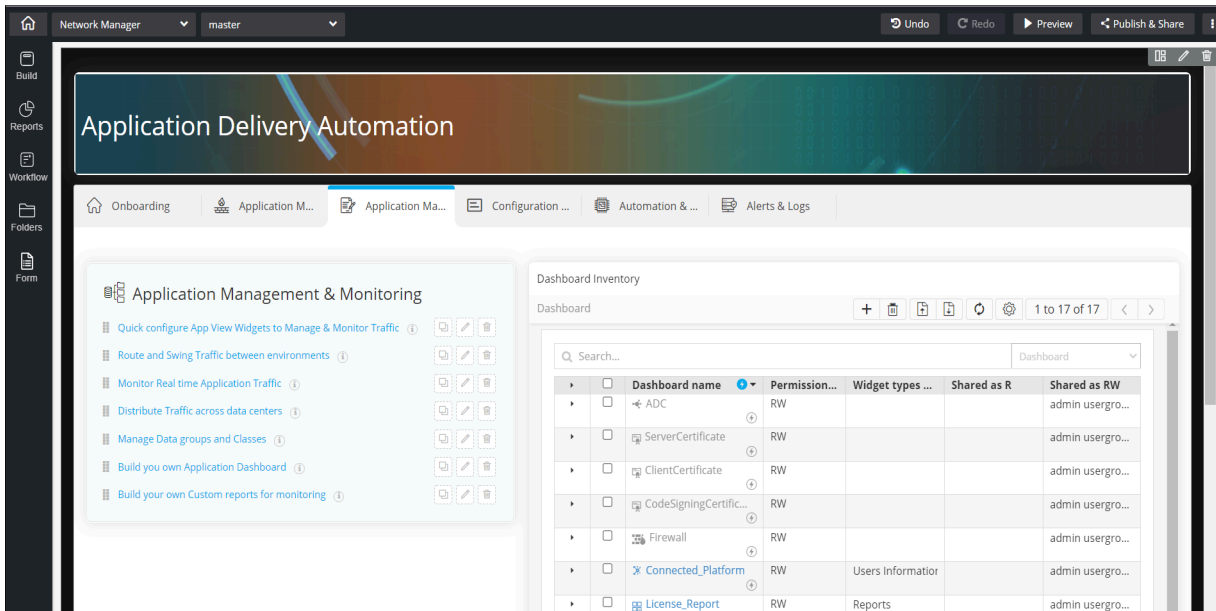 Network Manager master Undo Redo Preview Publish & Share
Build
Reports
Workflow
Folders
Form
Application Delivery Automation
Onboarding Application M... Application Ma... Configuration ... Automation & ... Alerts & Logs
Application Management & Monitoring
Quick configure App View Widgets to Manage & Monitor Traffic
Route and Swing Traffic between environments
Monitor Real time Application Traffic
Distribute Traffic across data centers
Manage Data groups and Classes
Build you own Application Dashboard
Build your own Custom reports for monitoring
Dashboard Inventory
Dashboard 1 to 17 of 17
Search... Dashboard
Dashboard name Permission... Widget types ... Shared as R Shared as RW
ADC RW admin usergro...
ServerCertificate RW admin usergro...
ClientCertificate RW admin usergro...
CodeSigningCertific... RW admin usergro...
Firewall RW admin usergro...
Connected_Platform RW Users Information admin usergro...
License_Report RW Reports admin usergro...